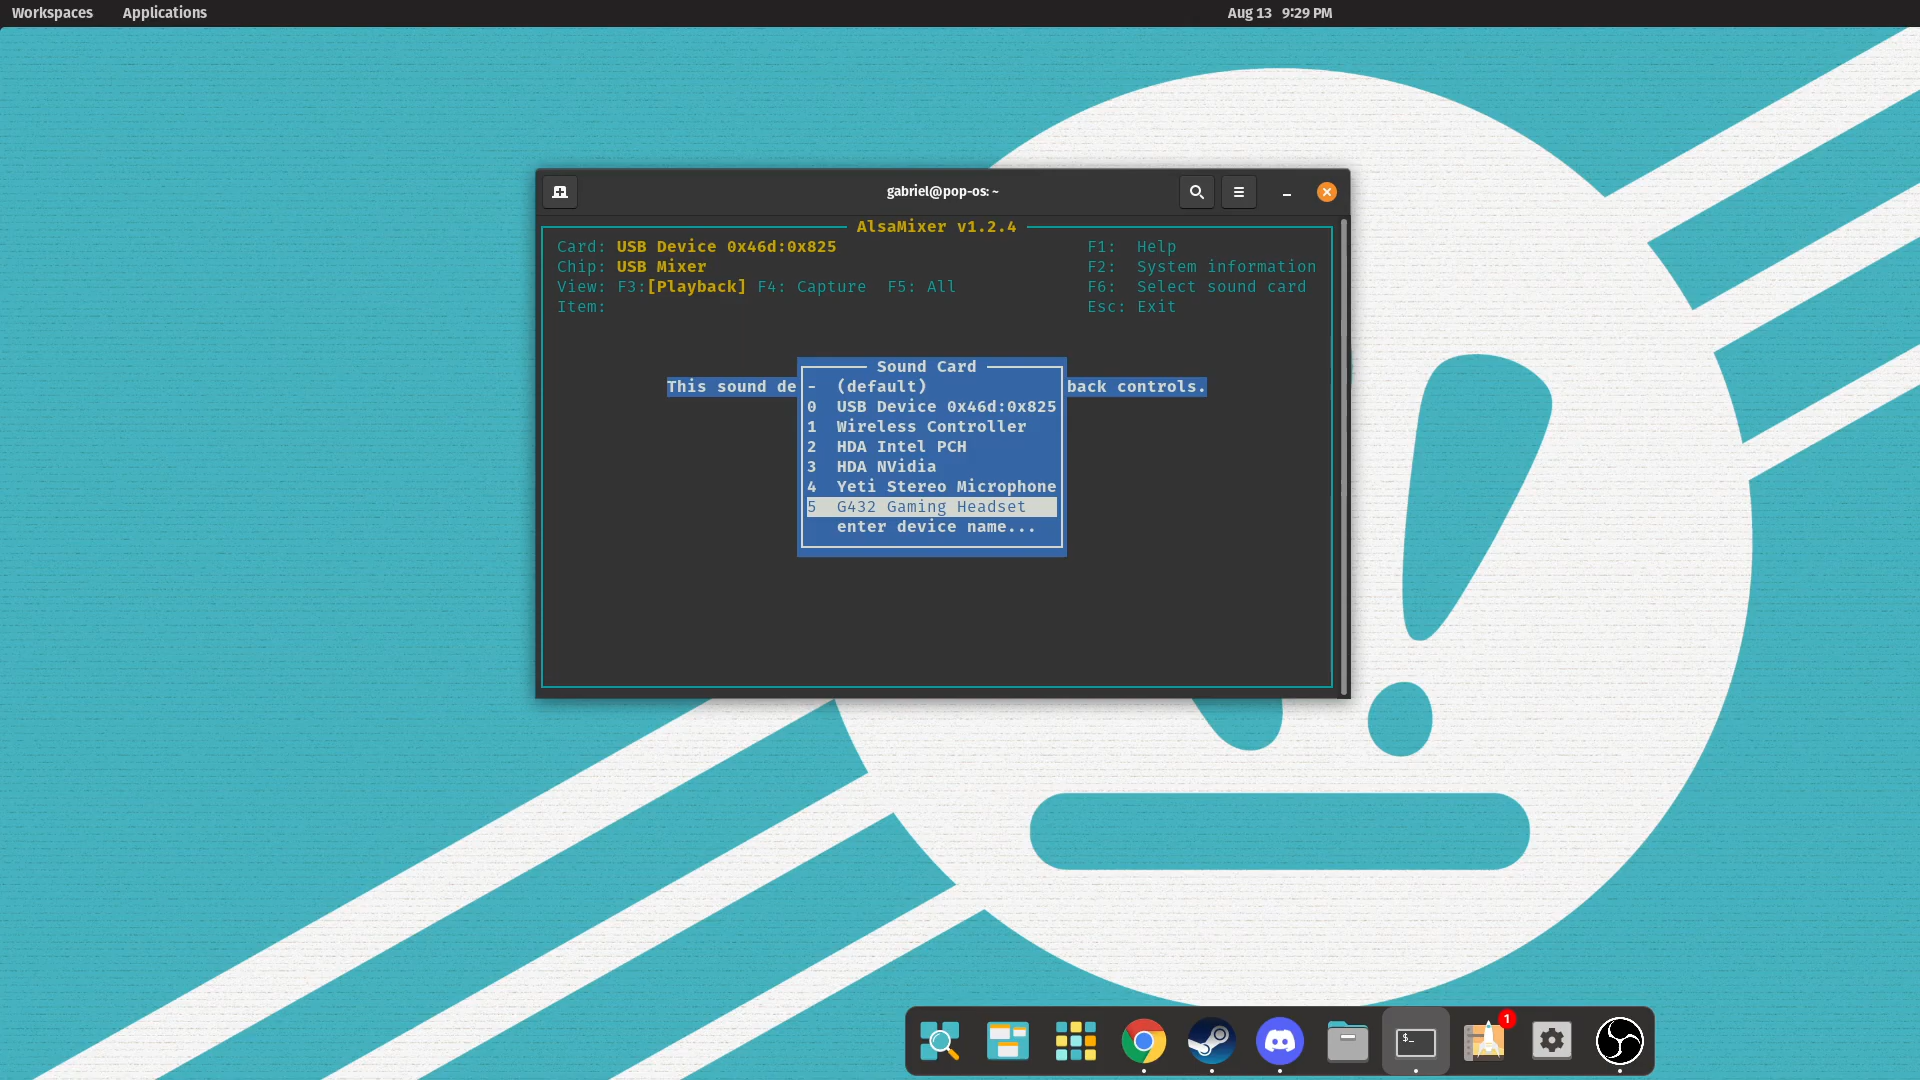 Workspaces Applications Aug 13 9:29 PM
gabriel@pop-os: ~
AlsaMixer v1.2.4
Card: USB Device 0x46d:0x825 F1: Help
Chip: USB Mixer F2: System information
View: F3:[Playback] F4: Capture F5: All F6: Select sound card
Item: Esc: Exit
Sound Card
This sound de - (default) back controls.
0 USB Device 0x46d:0x825
1 Wireless Controller
2 HDA Intel PCH
3 HDA NVidia
4 Yeti Stereo Microphone
5 G432 Gaming Headset
enter device name...
$_
1